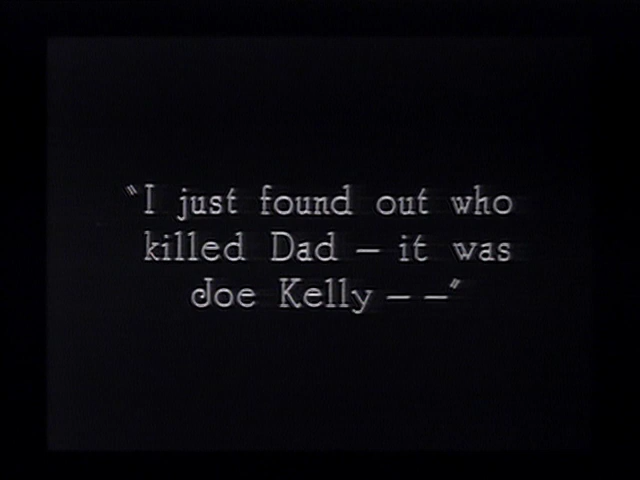 "I just found out who
killed Dad — it was
Joe Kelly — —"